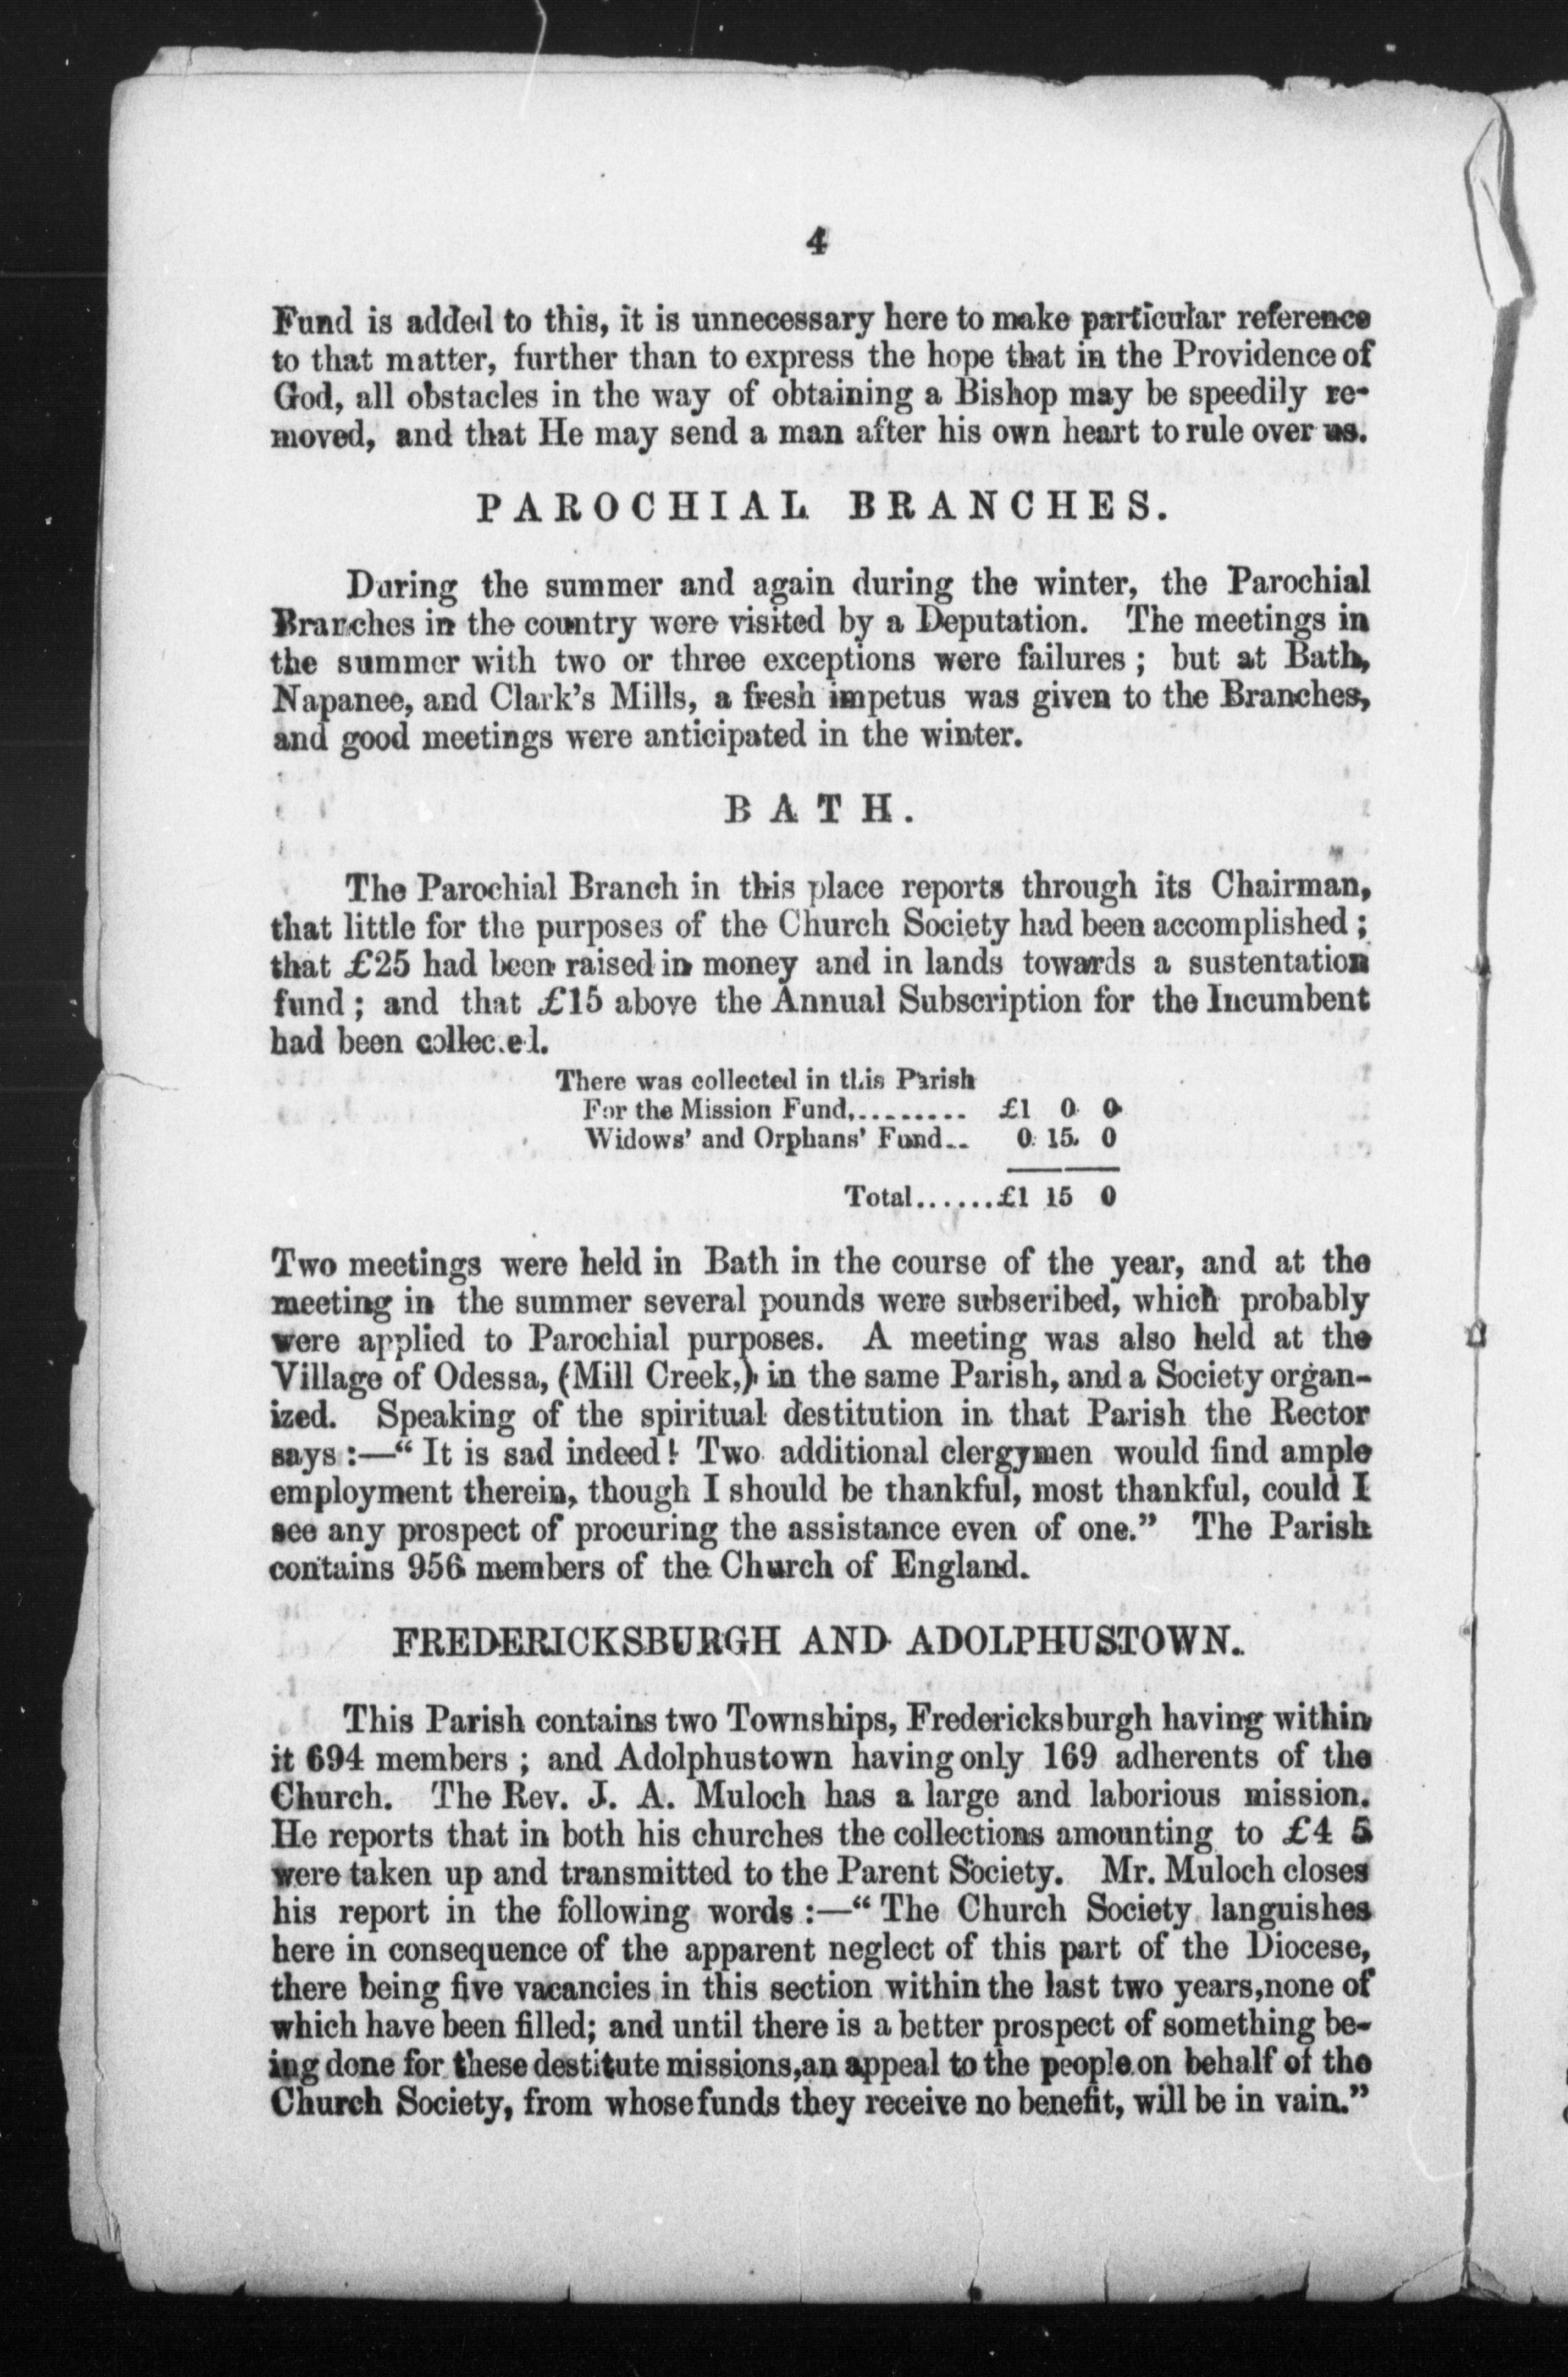 4
Fund is added to this, it is unnecessary here to make particular reference
to that matter, further than to express the hope that in the Providence of
God, all obstacles in the way of obtaining a Bishop may be speedily re-
moved, and that He may send a man after his own heart to rule over us.
PAROCHIAL BRANCHES.
During the summer and again during the winter, the Parochial
Branches in the country were visited by a Deputation. The meetings in
the summer with two or three exceptions were failures; but at Bath,
Napanee, and Clark's Mills, a fresh impetus was given to the Branches,
and good meetings were anticipated in the winter.
BATH.
The Parochial Branch in this place reports through its Chairman,
that little for the purposes of the Church Society had been accomplished;
that £25 had been raised in money and in lands towards a sustentation
fund; and that £15 above the Annual Subscription for the Incumbent
had been collec.ed.
There was collected in this Parish
For the Mission Fund,......... £1 0 0
Widows' and Orphans' Fund.. 0 15 0
Total......£1 15 0
Two meetings were held in Bath in the course of the year, and at the
meeting in the summer several pounds were subscribed, which probably
were applied to Parochial purposes. A meeting was also held at the
Village of Odessa, (Mill Creek,) in the same Parish, and a Society organ-
ized. Speaking of the spiritual destitution in that Parish the Rector
says:—"It is sad indeed! Two additional clergymen would find ample
employment therein, though I should be thankful, most thankful, could I
see any prospect of procuring the assistance even of one." The Parish
contains 956 members of the Church of England.
FREDERICKSBURGH AND ADOLPHUSTOWN.
This Parish contains two Townships, Fredericksburgh having within
it 694 members; and Adolphustown having only 169 adherents of the
Church. The Rev. J. A. Muloch has a large and laborious mission.
He reports that in both his churches the collections amounting to £4 5
were taken up and transmitted to the Parent Society. Mr. Muloch closes
his report in the following words:—"The Church Society languishes
here in consequence of the apparent neglect of this part of the Diocese,
there being five vacancies in this section within the last two years,none of
which have been filled; and until there is a better prospect of something be-
ing done for these destitute missions,an appeal to the people on behalf of the
Church Society, from whose funds they receive no benefit, will be in vain."